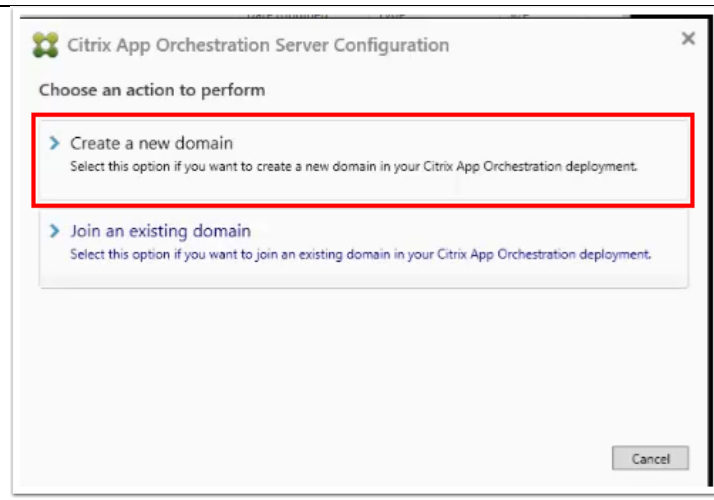 Citrix App Orchestration Server Configuration
Choose an action to perform
Create a new domain
Select this option if you want to create a new domain in your Citrix App Orchestration deployment.
Join an existing domain
Select this option if you want to join an existing domain in your Citrix App Orchestration deployment.
Cancel